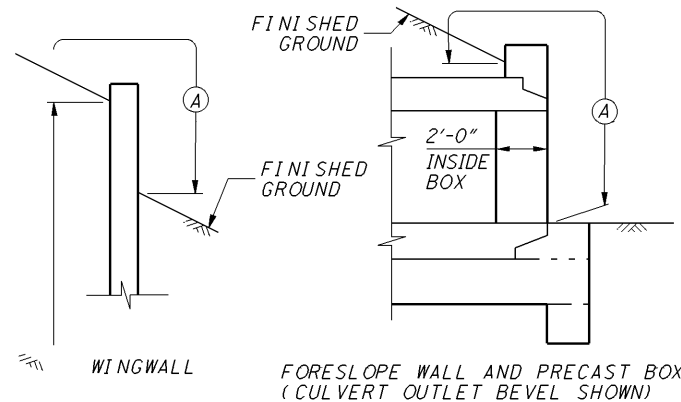 FINISHED
GROUND
A
FINISHED
GROUND
2'-0"
INSIDE
BOX
A
WINGWALL
FORESLOPE WALL AND PRECAST BOX
(CULVERT OUTLET BEVEL SHOWN)